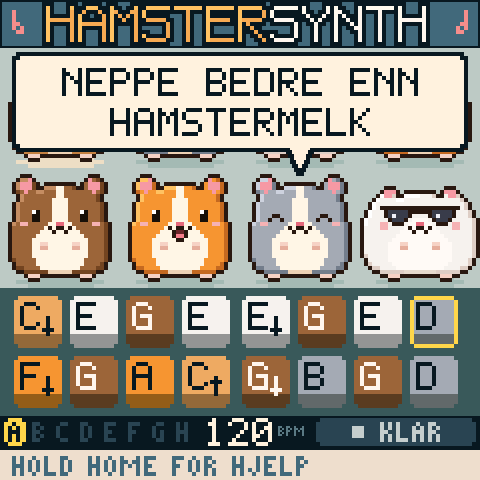 HAMSTERSYNTH
NEPPE BEDRE ENN
HAMSTERMELK
C↓ E G E E↓ G E D
F↓ G A C↑ G↓ B G D
A B C D E F G H 120 BPM ■ KLAR
HOLD HOME FOR HJELP